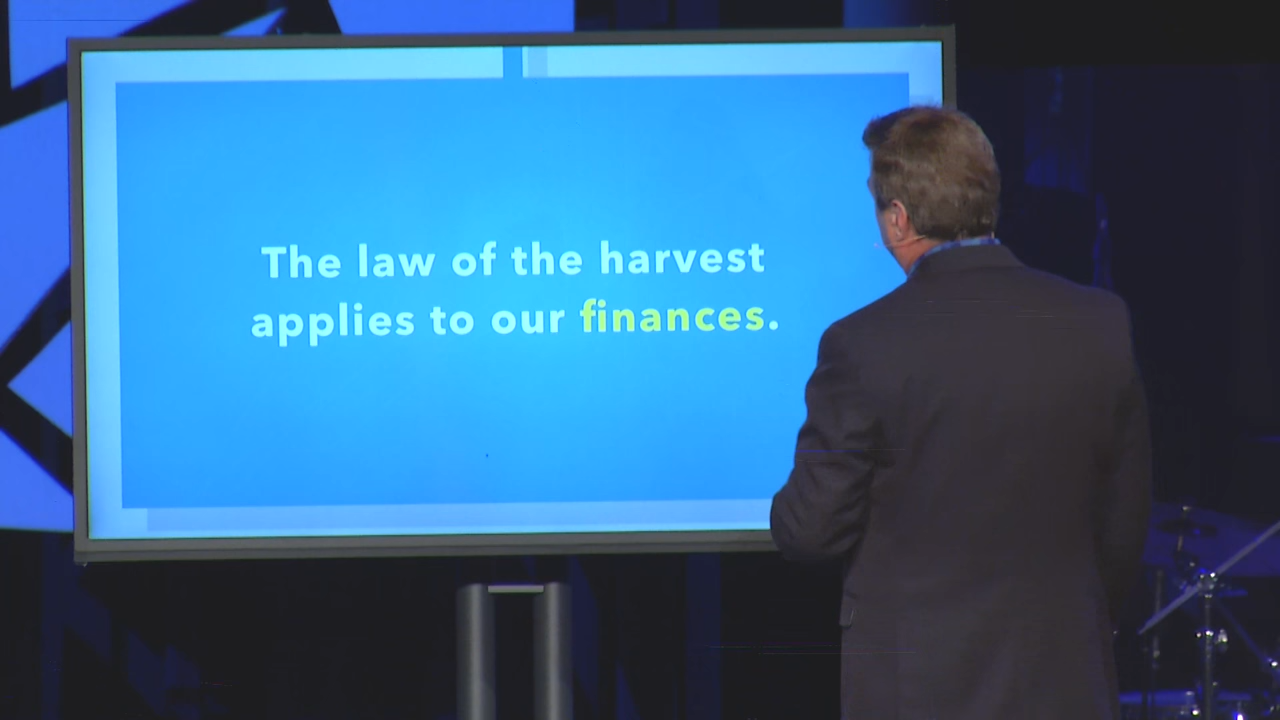 The law of the harvest
applies to our finances.